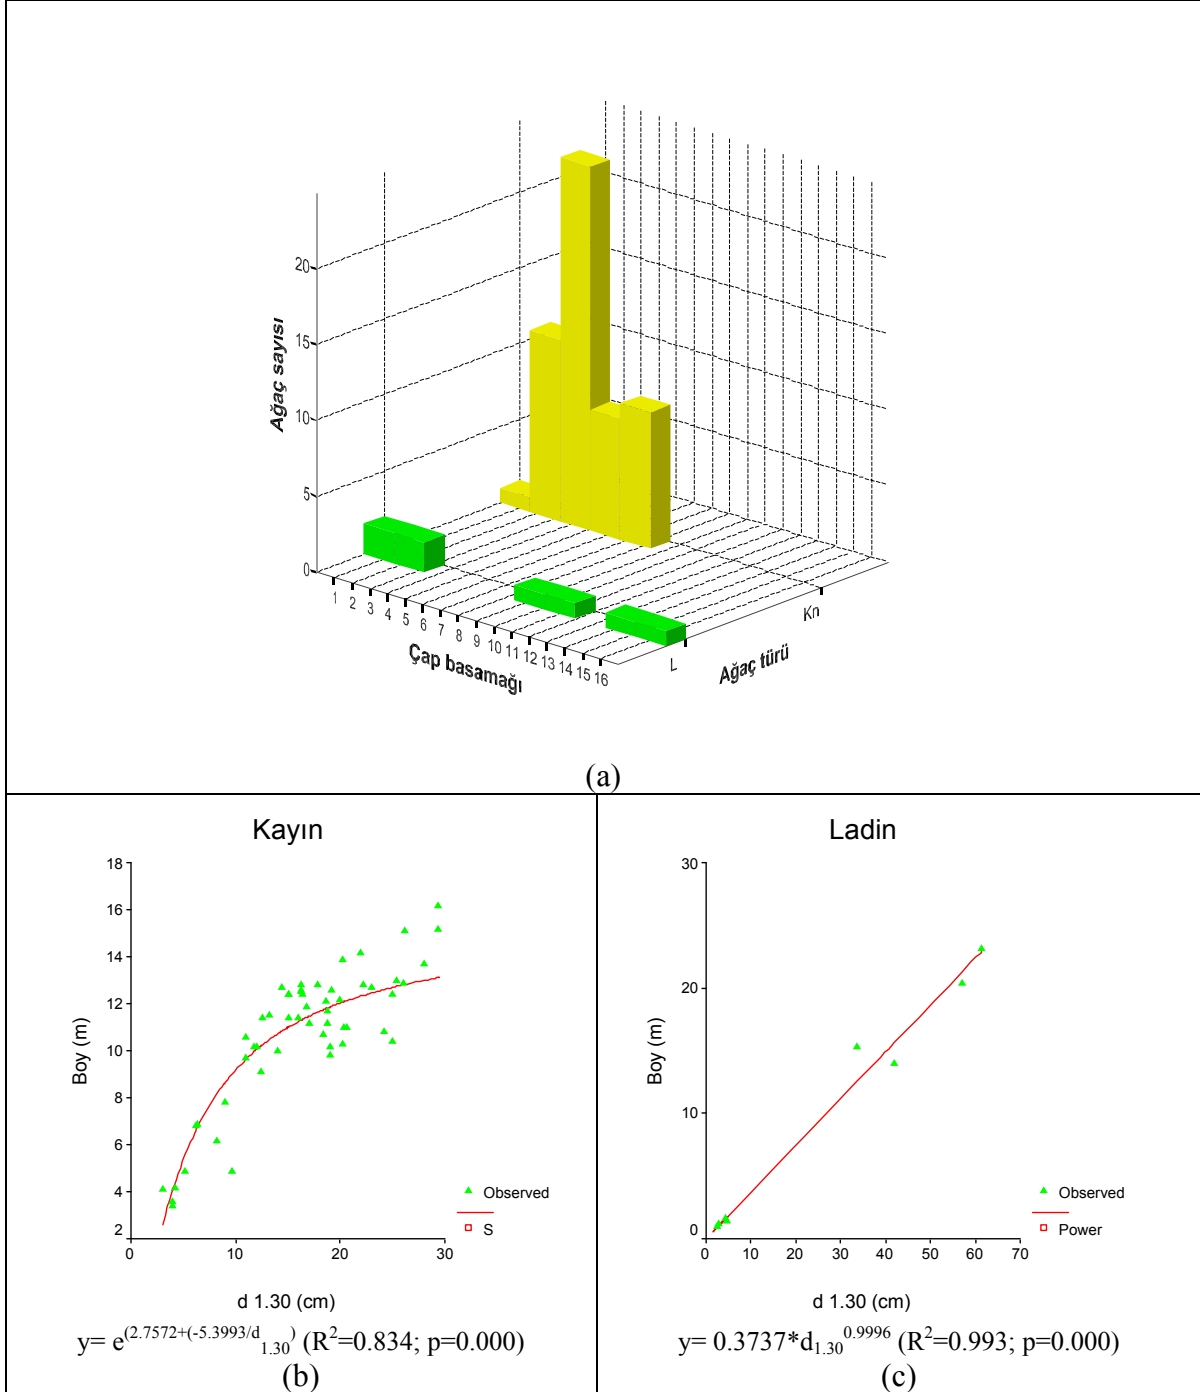 20
15
10
5
0
Ağaç sayısı
1 2 3 4 5 6 7 8 9 10 11 12 13 14 15 16
Çap basamağı
L
Kn
Ağaç türü
(a)
Kayın
18
16
14
12
10
8
6
4
2
Boy (m)
0 10 20 30
Observed
S
d 1.30 (cm)
y= e^(2.7572+(-5.3993/d_1.30) (R²=0.834; p=0.000)
(b)
Ladin
30
20
10
0
Boy (m)
0 10 20 30 40 50 60 70
Observed
Power
d 1.30 (cm)
y= 0.3737*d_1.30^0.9996 (R²=0.993; p=0.000)
(c)